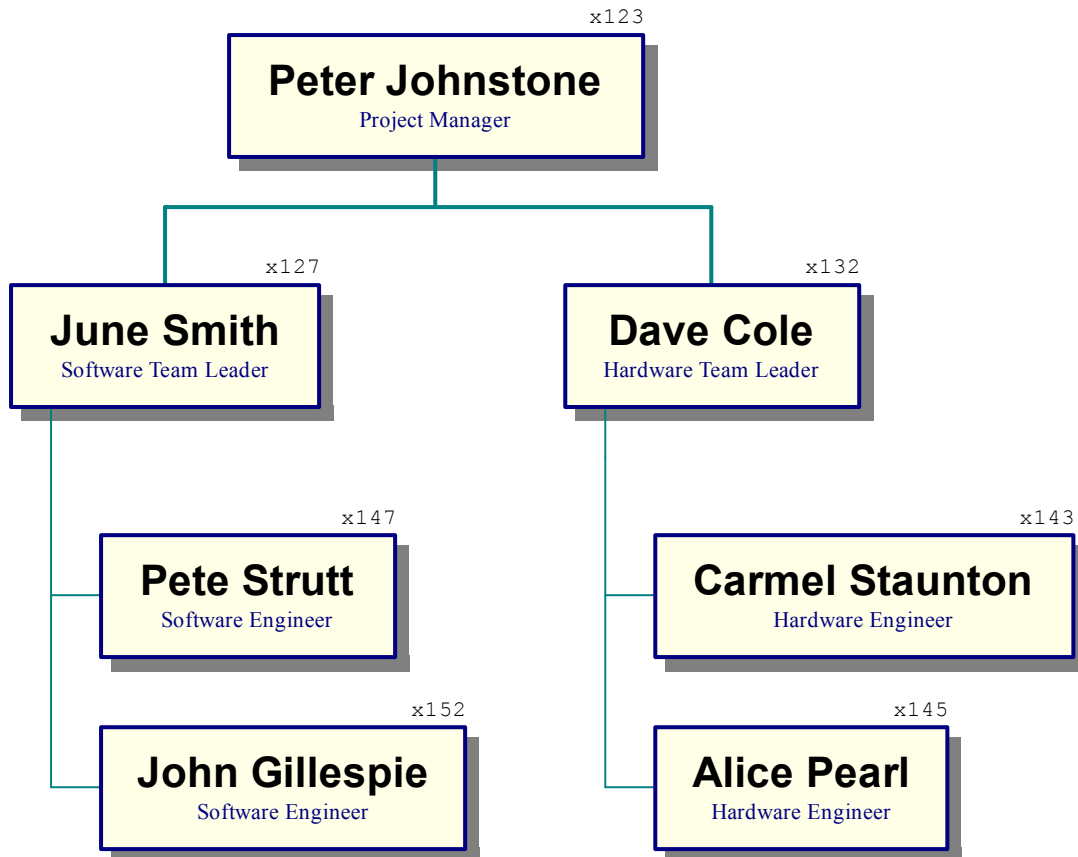 x123
Peter Johnstone
Project Manager
x127
June Smith
Software Team Leader
x132
Dave Cole
Hardware Team Leader
x147
Pete Strutt
Software Engineer
x152
John Gillespie
Software Engineer
x143
Carmel Staunton
Hardware Engineer
x145
Alice Pearl
Hardware Engineer